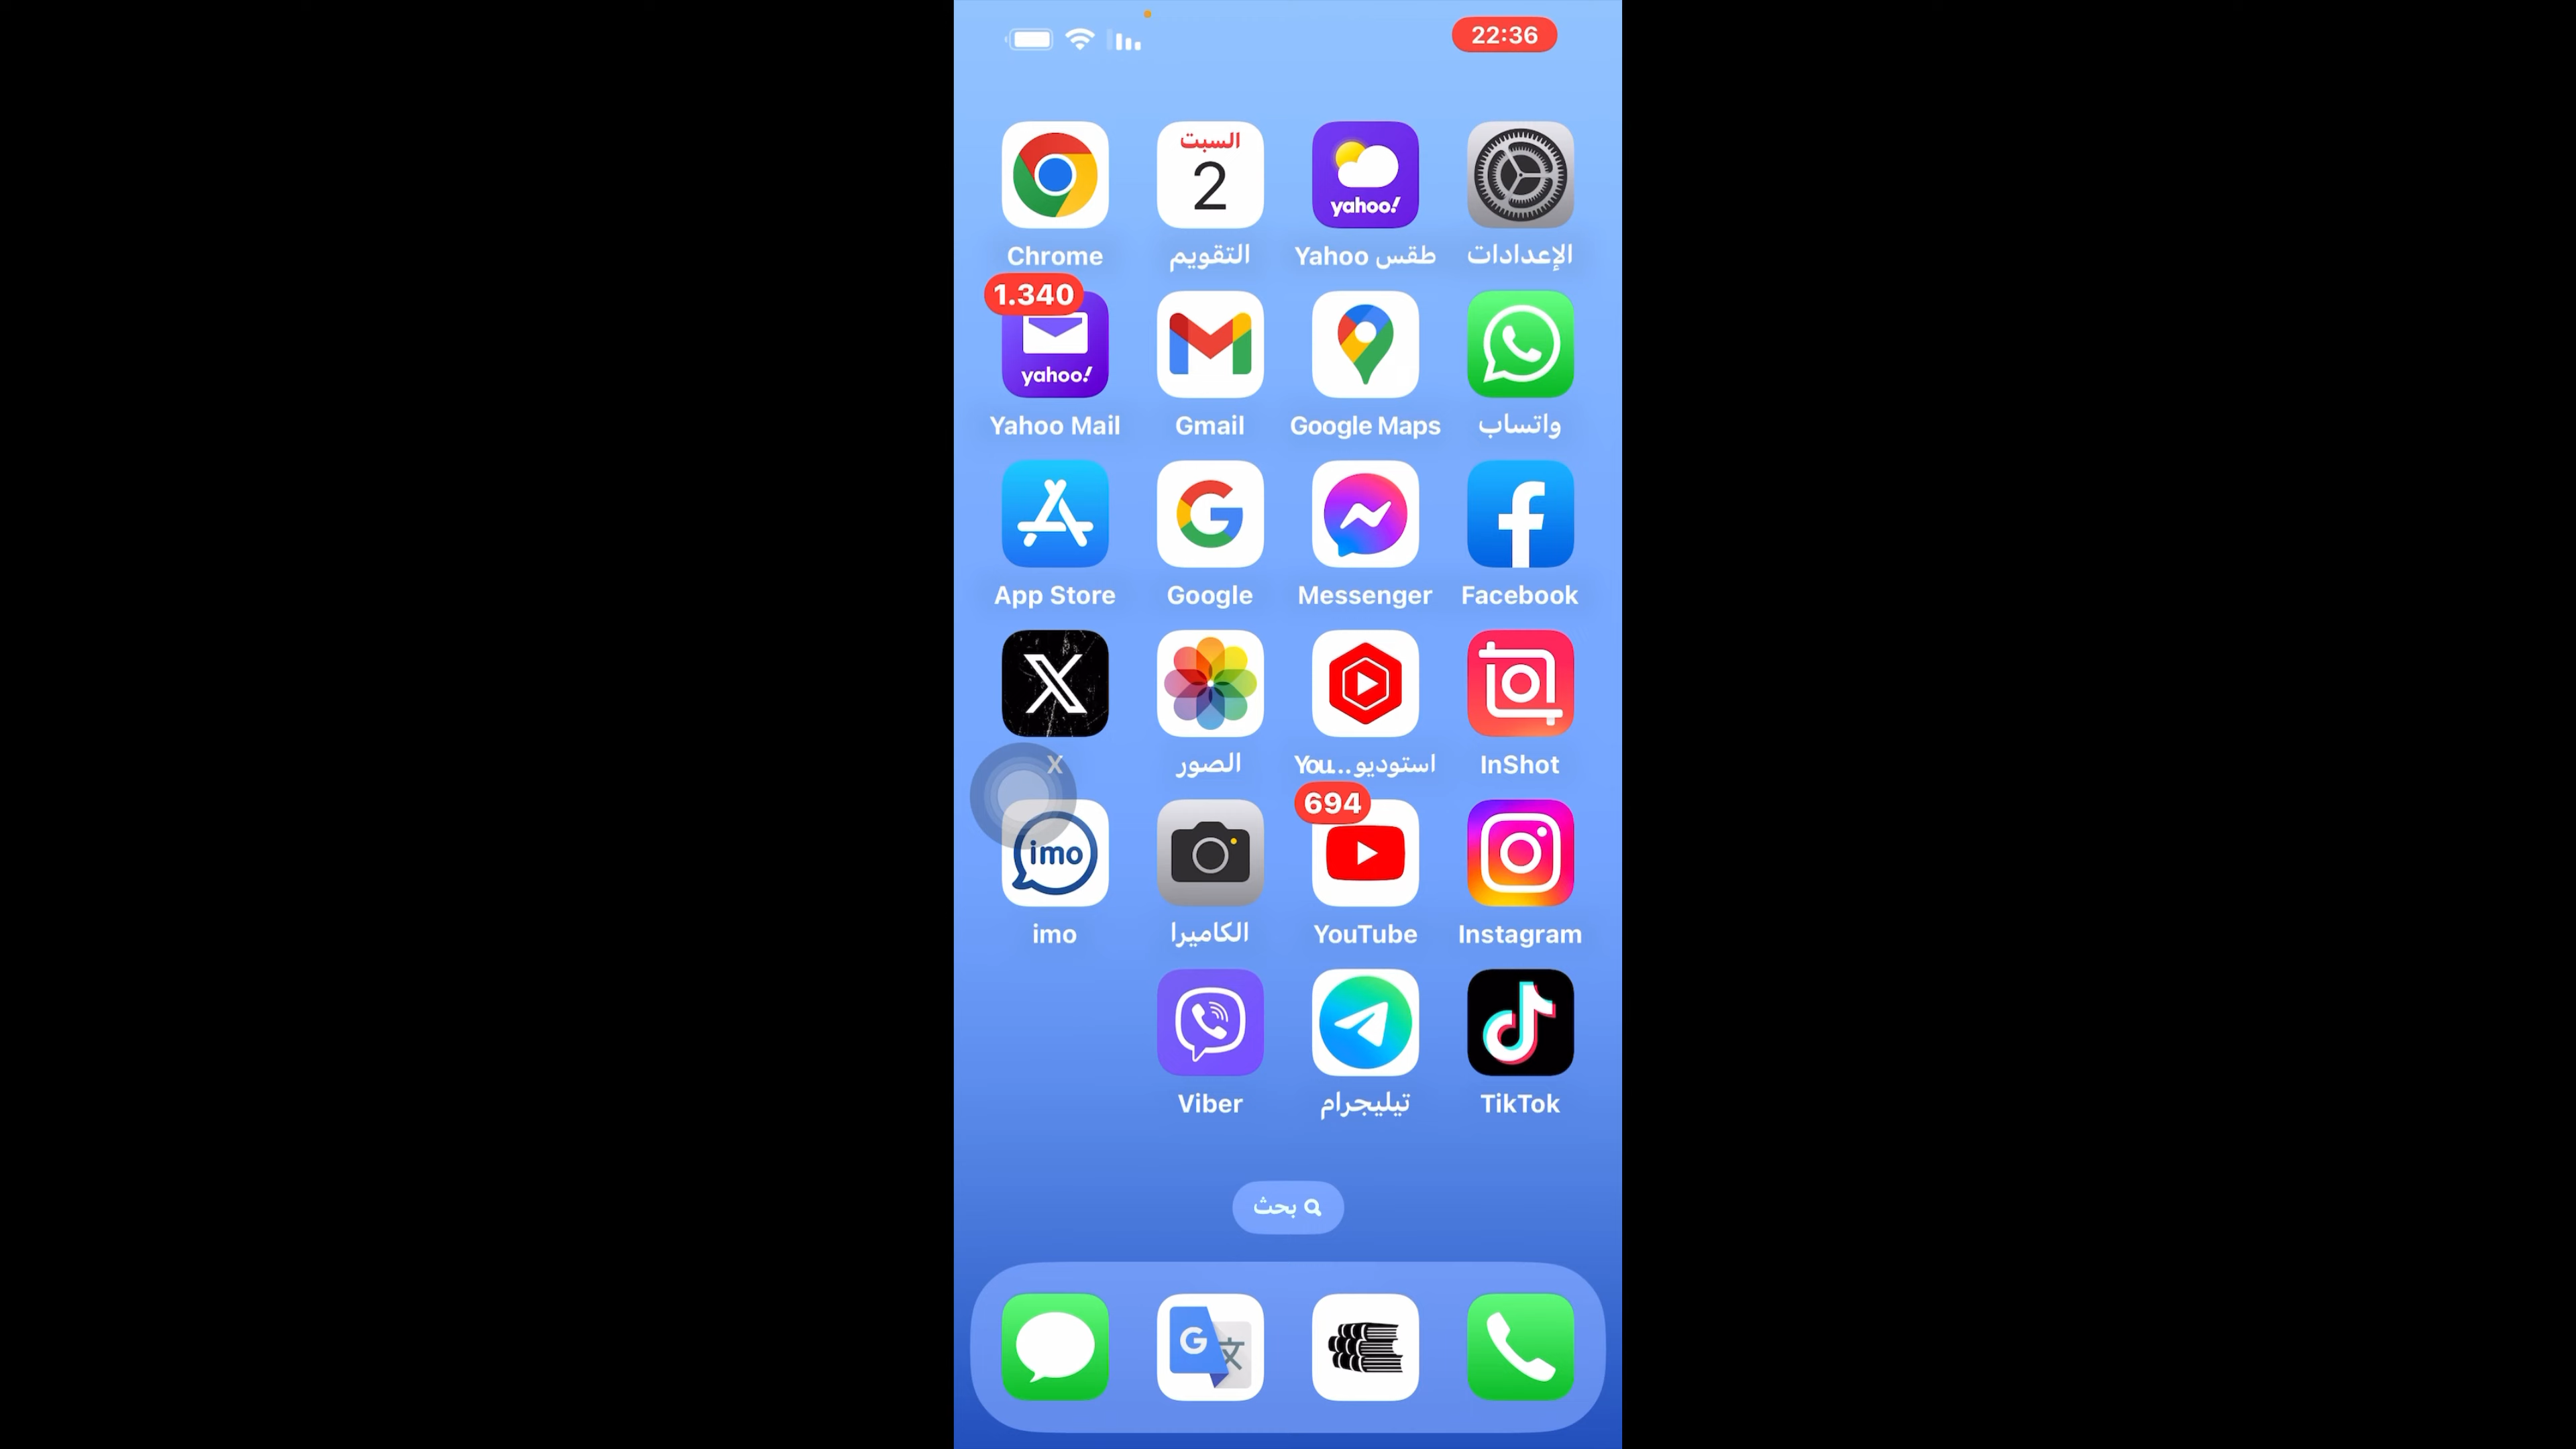 22:36
السبت
2
yahoo!
الإعدادات
طقس Yahoo
التقويم
Chrome
1.340
yahoo!
واتساب
Google Maps
Gmail
Yahoo Mail
Facebook
Messenger
Google
App Store
InShot
استوديو ...You
الصور
X
694
imo
Instagram
YouTube
الكاميرا
imo
TikTok
تيليجرام
Viber
بحث
G
文